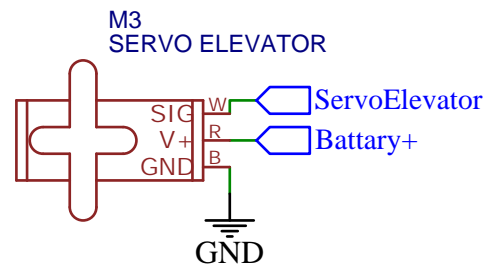 M3
SERVO ELEVATOR
SIG W ServoElevator
V+ R Battary+
GND B
GND